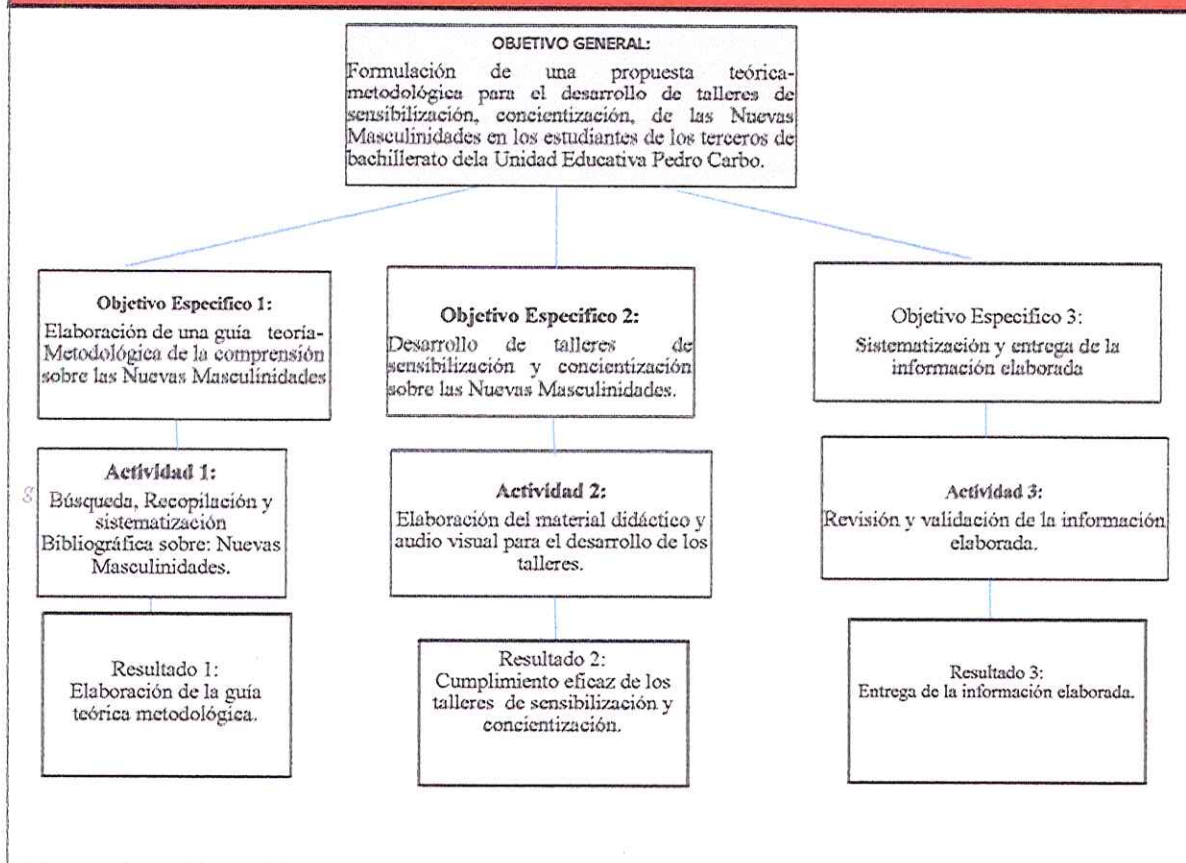 OBJETIVO GENERAL:
Formulación de una propuesta teórica-
metodológica para el desarrollo de talleres de
sensibilización, concientización, de las Nuevas
Masculinidades en los estudiantes de los terceros de
bachillerato dela Unidad Educativa Pedro Carbo.
Objetivo Especifico 1:
Elaboración de una guía teoría-
Metodológica de la comprensión
sobre las Nuevas Masculinidades
Objetivo Especifico 2:
Desarrollo de talleres de
sensibilización y concientización
sobre las Nuevas Masculinidades.
Objetivo Especifico 3:
Sistematización y entrega de la
información elaborada
Actividad 1:
Búsqueda, Recopilación y
sistematización
Bibliográfica sobre: Nuevas
Masculinidades.
Actividad 2:
Elaboración del material didáctico y
audio visual para el desarrollo de los
talleres.
Actividad 3:
Revisión y validación de la información
elaborada.
Resultado 1:
Elaboración de la guía
teórica metodológica.
Resultado 2:
Cumplimiento eficaz de los
talleres de sensibilización y
concientización.
Resultado 3:
Entrega de la información elaborada.